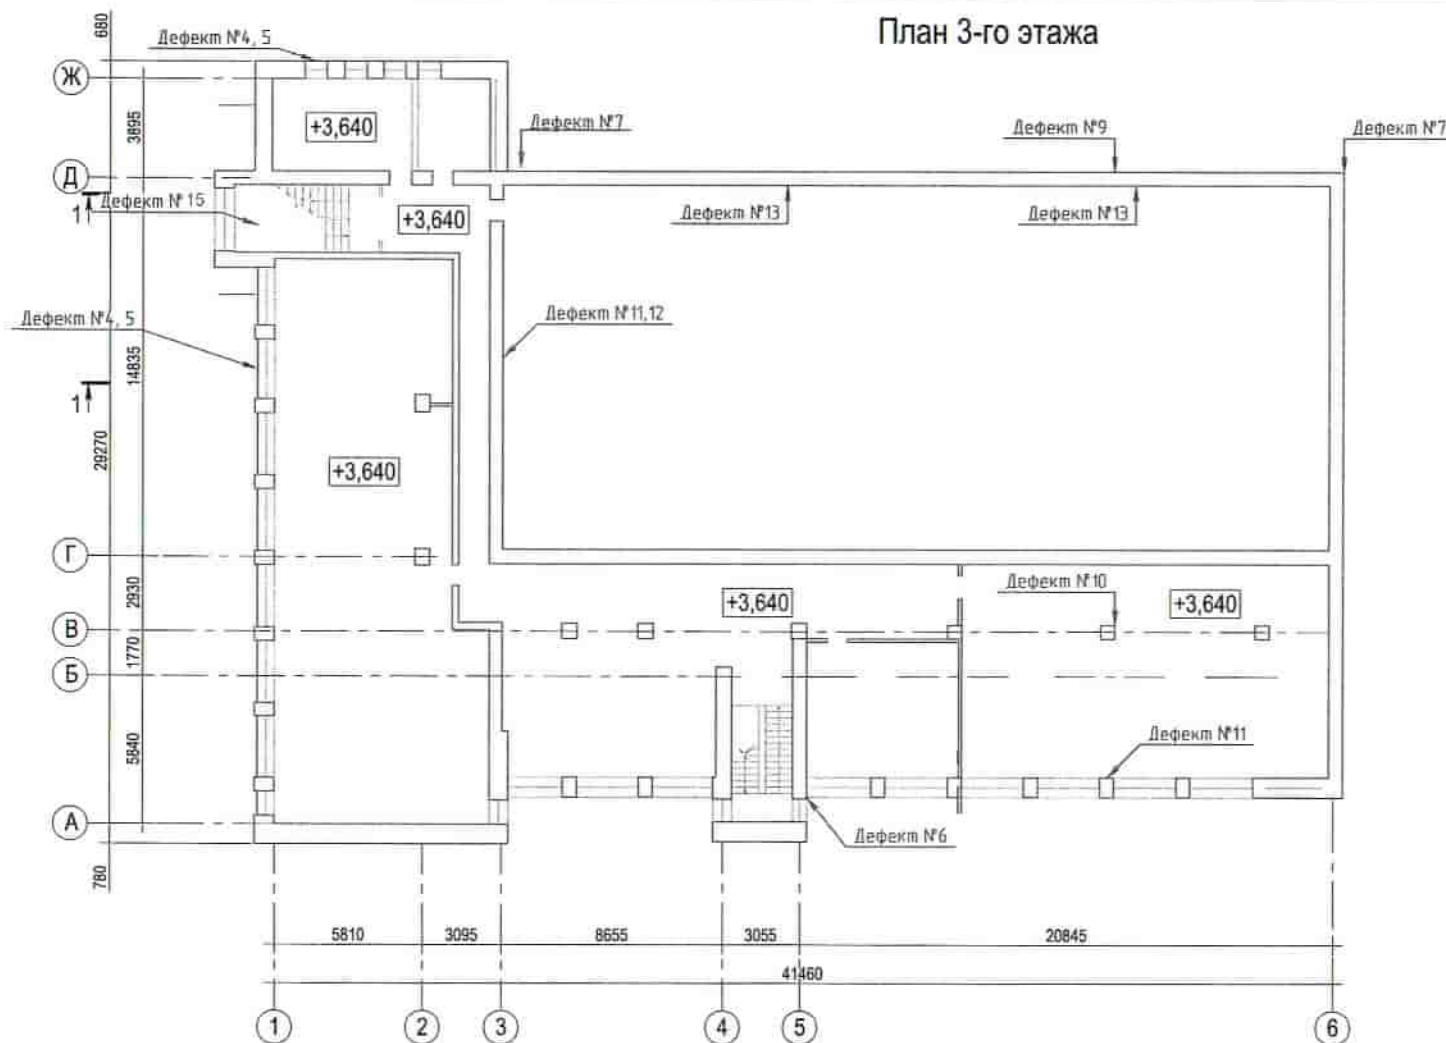 План 3-го этажа
680
Дефект №4, 5
Ж
3895
+3,640
Дефект №7
Дефект №9
Дефект №7
Д
1
Дефект №15
+3,640
Дефект №13
Дефект №13
Дефект №4, 5
Дефект №11,12
14835
1
29270
+3,640
Г
2930
+3,640
Дефект №10
+3,640
В
1770
Б
5840
Дефект №11
А
Дефект №6
780
5810
3095
8655
3055
20845
41460
1
2
3
4
5
6